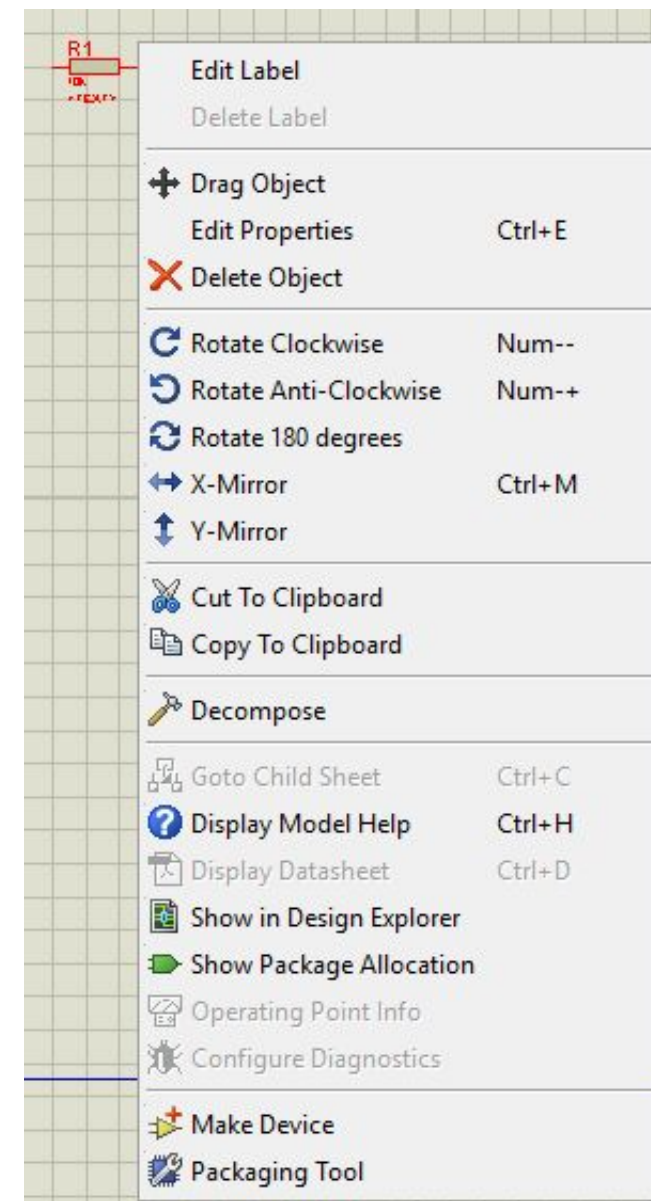 R1
Edit Label
Delete Label
Drag Object
Edit Properties Ctrl+E
Delete Object
Rotate Clockwise Num--
Rotate Anti-Clockwise Num-+
Rotate 180 degrees
X-Mirror Ctrl+M
Y-Mirror
Cut To Clipboard
Copy To Clipboard
Decompose
Goto Child Sheet Ctrl+C
Display Model Help Ctrl+H
Display Datasheet Ctrl+D
Show in Design Explorer
Show Package Allocation
Operating Point Info
Configure Diagnostics
Make Device
Packaging Tool